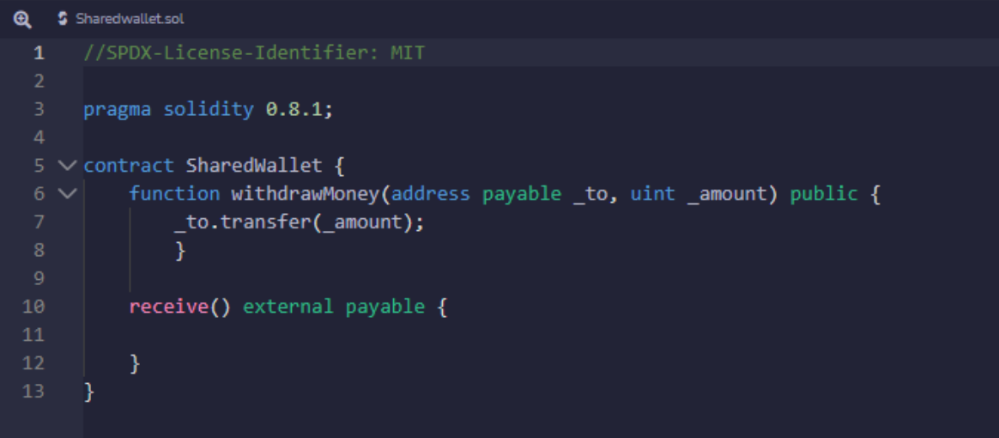 Sharedwallet.sol
1 //SPDX-License-Identifier: MIT
2
3 pragma solidity 0.8.1;
4
5 contract SharedWallet {
6 function withdrawMoney(address payable _to, uint _amount) public {
7 _to.transfer(_amount);
8 }
9
10 receive() external payable {
11
12 }
13 }